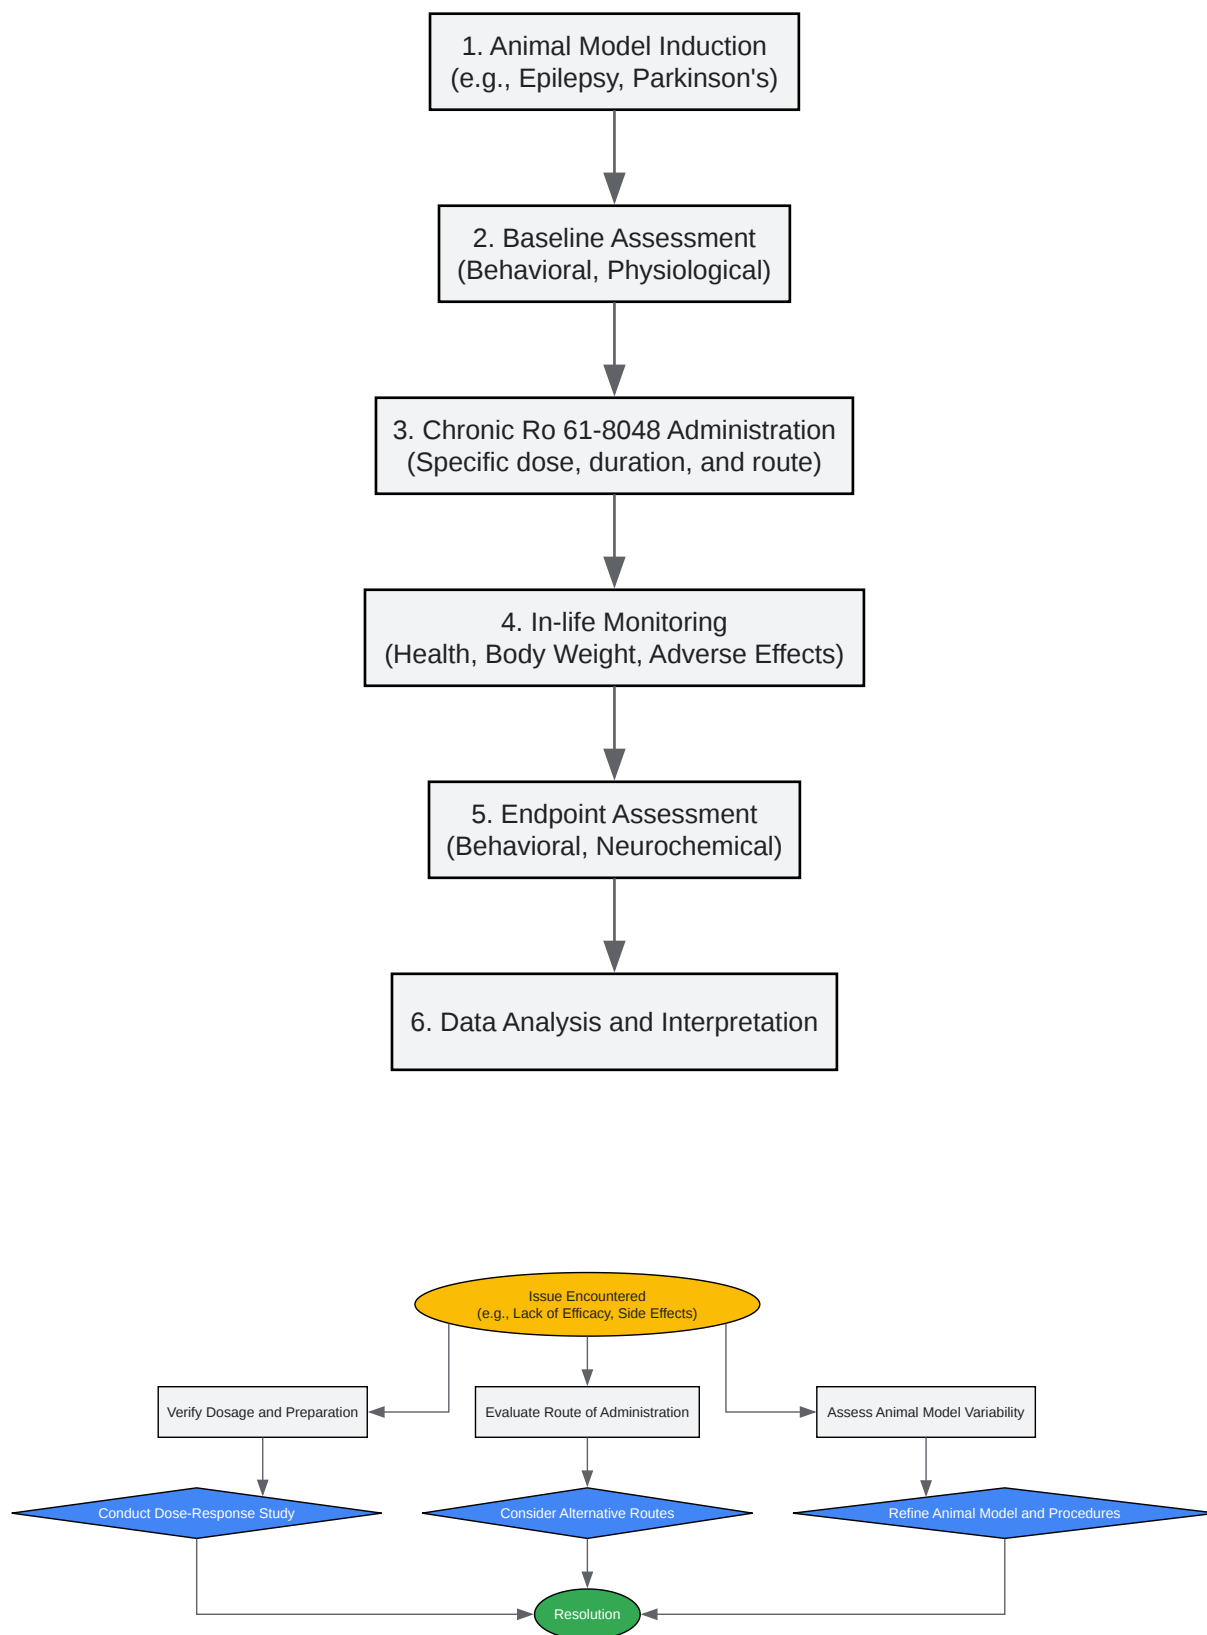 1. Animal Model Induction
(e.g., Epilepsy, Parkinson's)
2. Baseline Assessment
(Behavioral, Physiological)
3. Chronic Ro 61-8048 Administration
(Specific dose, duration, and route)
4. In-life Monitoring
(Health, Body Weight, Adverse Effects)
5. Endpoint Assessment
(Behavioral, Neurochemical)
6. Data Analysis and Interpretation
Issue Encountered
(e.g., Lack of Efficacy, Side Effects)
Verify Dosage and Preparation
Evaluate Route of Administration
Assess Animal Model Variability
Conduct Dose-Response Study
Consider Alternative Routes
Refine Animal Model and Procedures
Resolution